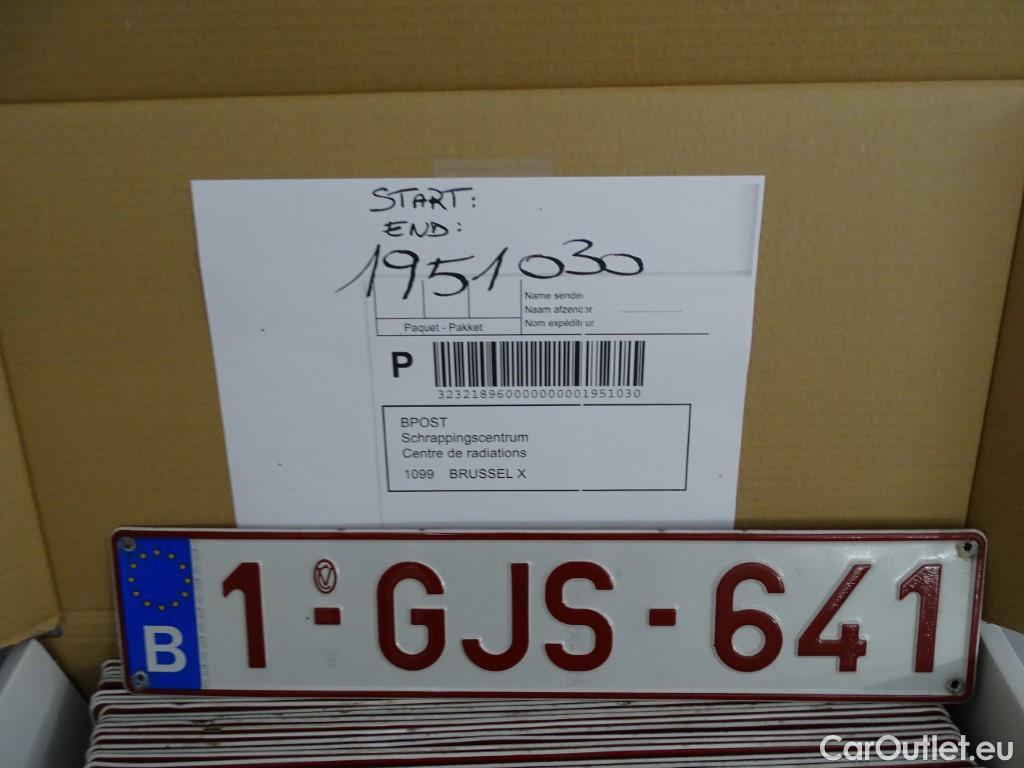 START:
END:
1951030
Name sender
Naam afzender
Nom expéditeur
Paquet - Pakket
P
323218960000000001951030
BPOST
Schrappingscentrum
Centre de radiations
1099 BRUSSEL X
B 1-GJS-641
CarOutlet.eu